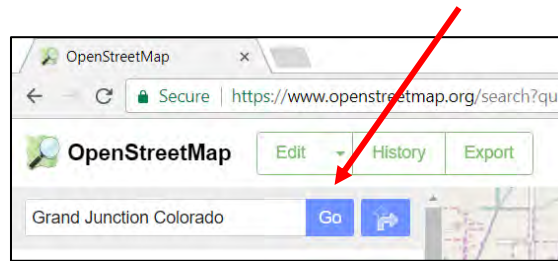 OpenStreetMap ×
Secure | https://www.openstreetmap.org/search?qu
OpenStreetMap Edit History Export
Grand Junction Colorado Go